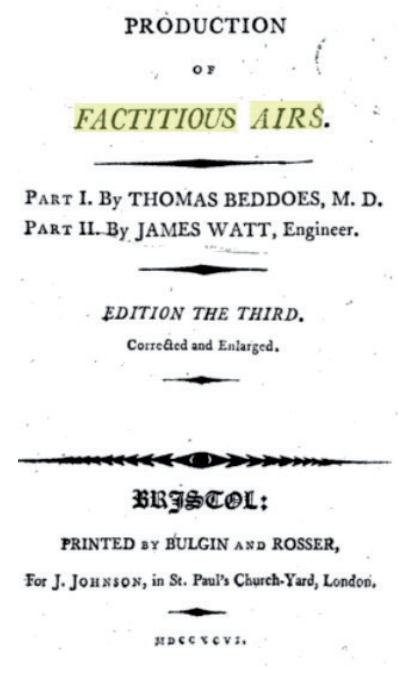 PRODUCTION
OF
FACTITIOUS AIRS.
PART I. By THOMAS BEDDOES, M. D.
PART II. By JAMES WATT, Engineer.
EDITION THE THIRD.
Corrected and Enlarged.
BRISTOL:
PRINTED BY BULGIN AND ROSSER,
For J. JOHNSON, in St. Paul's Church-Yard, London.
MDCCXCVI.